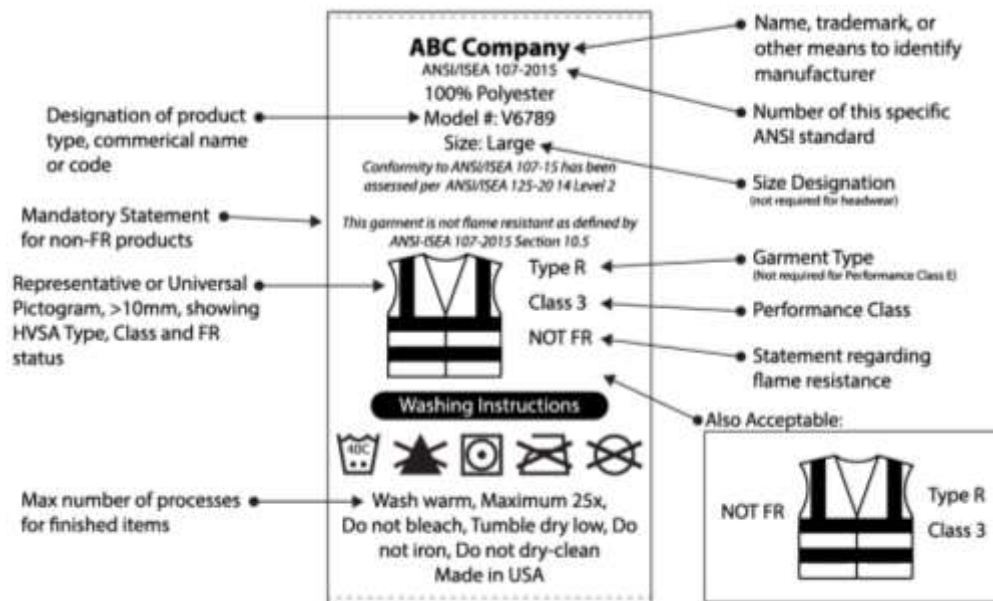 ABC Company
ANSI/ISEA 107-2015
100% Polyester
Model #: V6789
Size: Large
Conformity to ANSI/ISEA 107-15 has been
assessed per ANSI/ISEA 125-20 14 Level 2
This garment is not flame resistant as defined by
ANSI-ISEA 107-2015 Section 10.5
Type R
Class 3
NOT FR
Washing Instructions
40C
Wash warm, Maximum 25x,
Do not bleach, Tumble dry low, Do
not iron, Do not dry-clean
Made in USA
Designation of product
type, commerical name
or code
Mandatory Statement
for non-FR products
Representative or Universal
Pictogram, >10mm, showing
HVSA Type, Class and FR
status
Max number of processes
for finished items
Name, trademark, or
other means to identify
manufacturer
Number of this specific
ANSI standard
Size Designation
(not required for headwear)
Garment Type
(Not required for Performance Class E)
Performance Class
Statement regarding
flame resistance
Also Acceptable:
NOT FR
Type R
Class 3